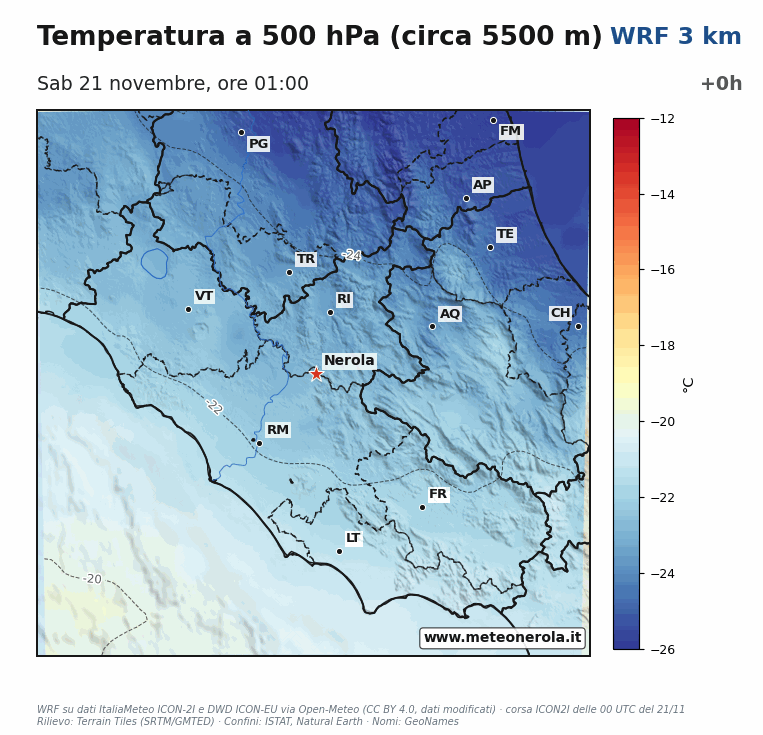 Temperatura a 500 hPa (circa 5500 m) WRF 3 km
Sab 21 novembre, ore 01:00
+0h
FM
PG
AP
TE
-24
TR
VT
RI
AQ
CH
Nerola
-22
RM
FR
LT
-20
www.meteonerola.it
−12
−14
−16
−18
−20
−22
−24
−26
°C
WRF su dati ItaliaMeteo ICON-2I e DWD ICON-EU via Open-Meteo (CC BY 4.0, dati modificati) · corsa ICON2I delle 00 UTC del 21/11
Rilievo: Terrain Tiles (SRTM/GMTED) · Confini: ISTAT, Natural Earth · Nomi: GeoNames